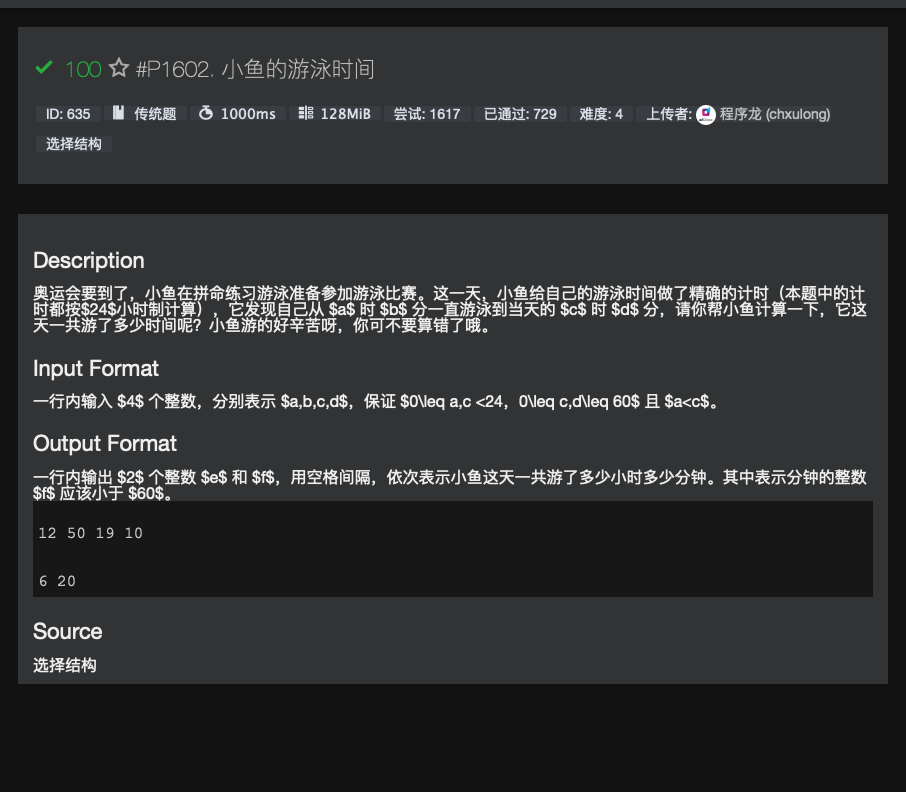 100 #P1602. 小鱼的游泳时间
ID: 635 传统题 1000ms 128MiB 尝试: 1617 已通过: 729 难度: 4 上传者: 程序龙 (chxulong)
选择结构
Description
奥运会要到了，小鱼在拼命练习游泳准备参加游泳比赛。这一天，小鱼给自己的游泳时间做了精确的计时（本题中的计
时都按$24$小时制计算），它发现自己从 $a$ 时 $b$ 分一直游泳到当天的 $c$ 时 $d$ 分，请你帮小鱼计算一下，它这
天一共游了多少时间呢？小鱼游的好辛苦呀，你可不要算错了哦。
Input Format
一行内输入 $4$ 个整数，分别表示 $a,b,c,d$，保证 $0\leq a,c <24，0\leq c,d\leq 60$ 且 $a<c$。
Output Format
一行内输出 $2$ 个整数 $e$ 和 $f$，用空格间隔，依次表示小鱼这天一共游了多少小时多少分钟。其中表示分钟的整数
$f$ 应该小于 $60$。
12 50 19 10
6 20
Source
选择结构